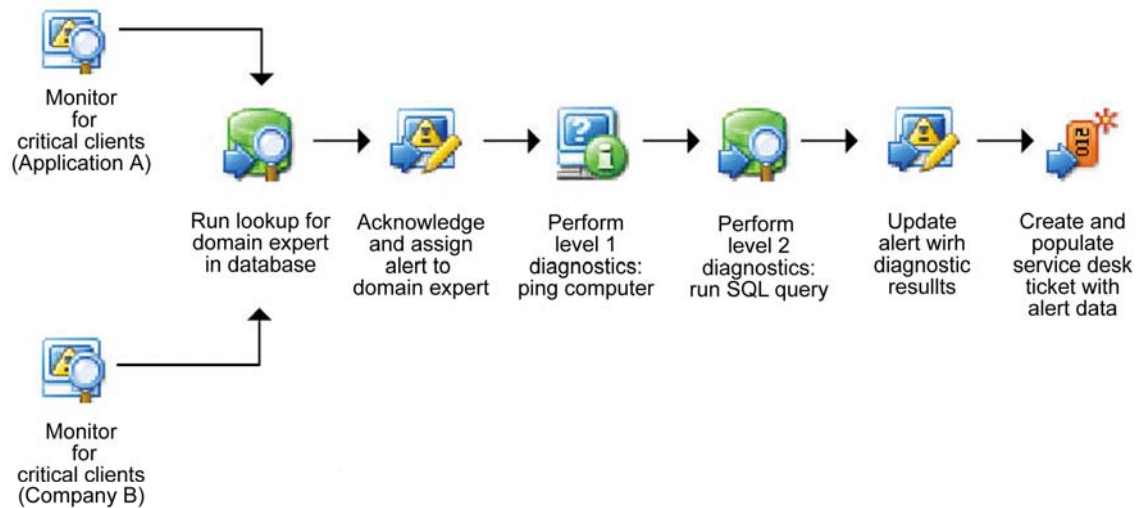 Monitor
for
critical clients
(Application A)
Run lookup for
domain expert
in database
Acknowledge
and assign
alert to
domain expert
Perform
level 1
diagnostics:
ping computer
Perform
level 2
diagnostics:
run SQL query
Update
alert wirh
diagnostic
resullts
Create and
populate
service desk
ticket with
alert data
Monitor
for
critical clients
(Company B)